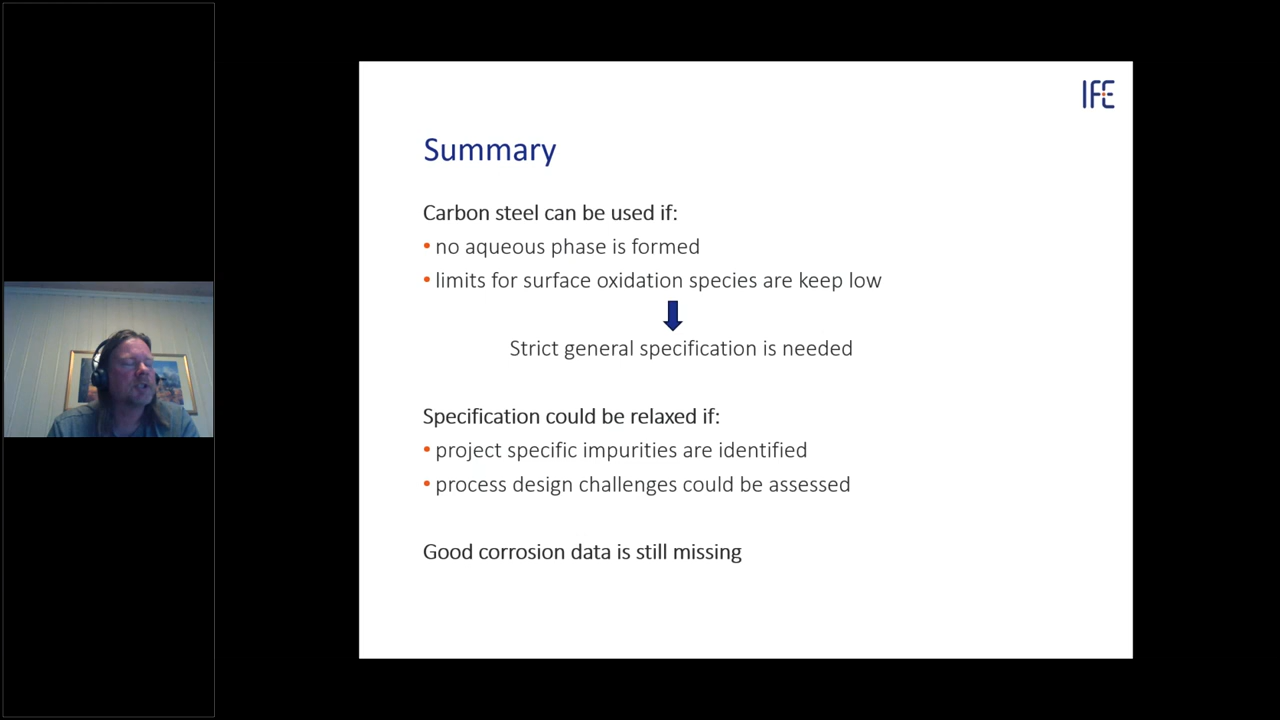 IFE
Summary
Carbon steel can be used if:
• no aqueous phase is formed
• limits for surface oxidation species are keep low
Strict general specification is needed
Specification could be relaxed if:
• project specific impurities are identified
• process design challenges could be assessed
Good corrosion data is still missing